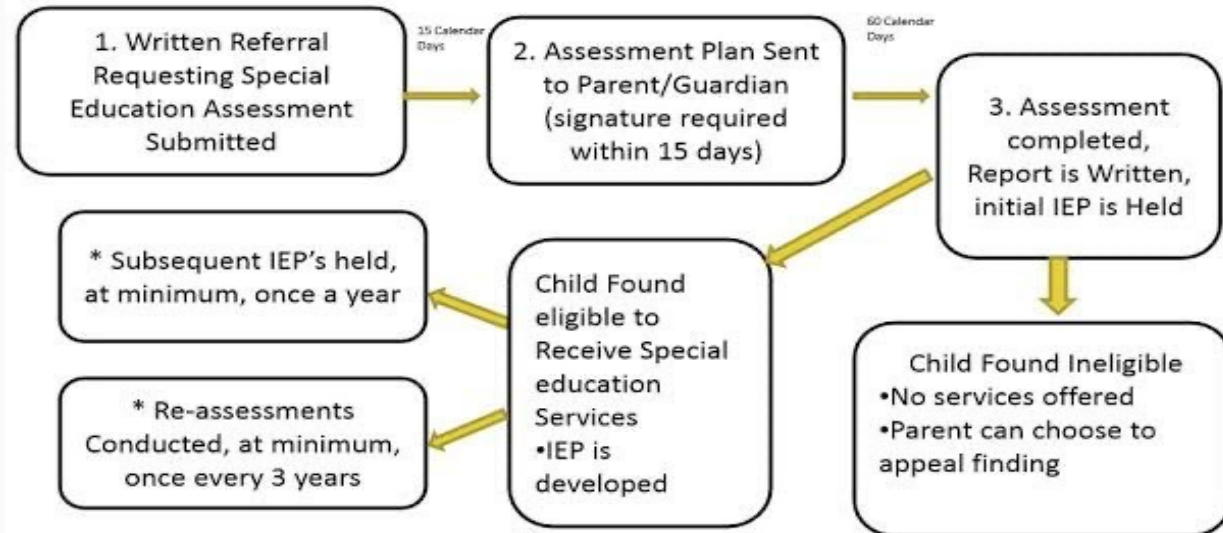 1. Written Referral
Requesting Special
Education Assessment
Submitted
15 Calendar
Days
2. Assessment Plan Sent
to Parent/Guardian
(signature required
within 15 days)
60 Calendar
Days
3. Assessment
completed,
Report is Written,
initial IEP is Held
* Subsequent IEP's held,
at minimum, once a year
* Re-assessments
Conducted, at minimum,
once every 3 years
Child Found
eligible to
Receive Special
education
Services
•IEP is
developed
Child Found Ineligible
•No services offered
•Parent can choose to
appeal finding